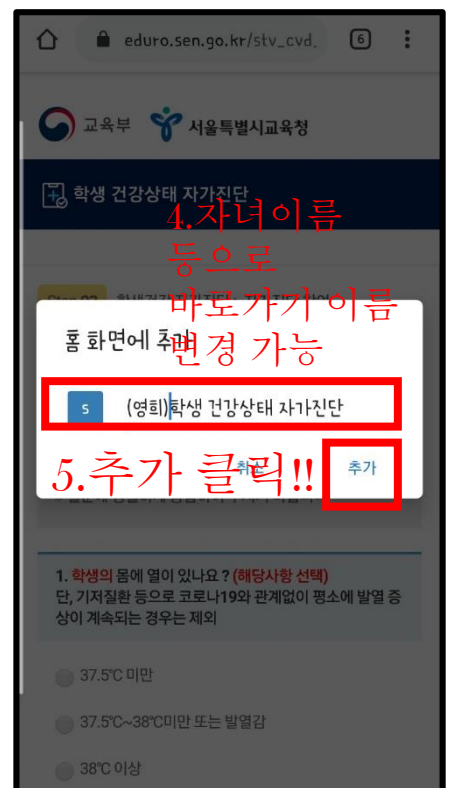 eduro.sen.go.kr/stv_cvd. 6
교육부 서울특별시교육청
학생 건강상태 자가진단
4.자녀이름
등으로
바로가기 이름
변경 가능
홈 화면에 추가
s (영희)학생 건강상태 자가진단
5.추가 클릭!!
취소 추가
1. 학생의 몸에 열이 있나요 ? (해당사항 선택)
단, 기저질환 등으로 코로나19와 관계없이 평소에 발열 증
상이 계속되는 경우는 제외
37.5℃ 미만
37.5℃~38℃미만 또는 발열감
38℃ 이상